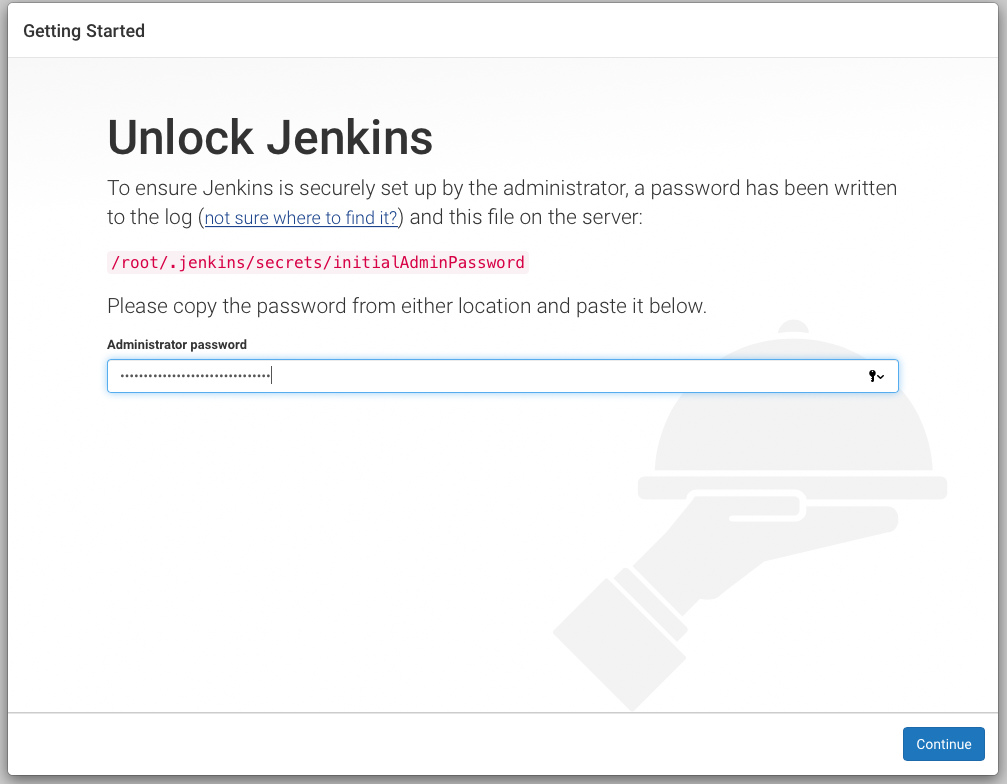 Getting Started
Unlock Jenkins
To ensure Jenkins is securely set up by the administrator, a password has been written
to the log (not sure where to find it?) and this file on the server:
/root/.jenkins/secrets/initialAdminPassword
Please copy the password from either location and paste it below.
Administrator password
Continue